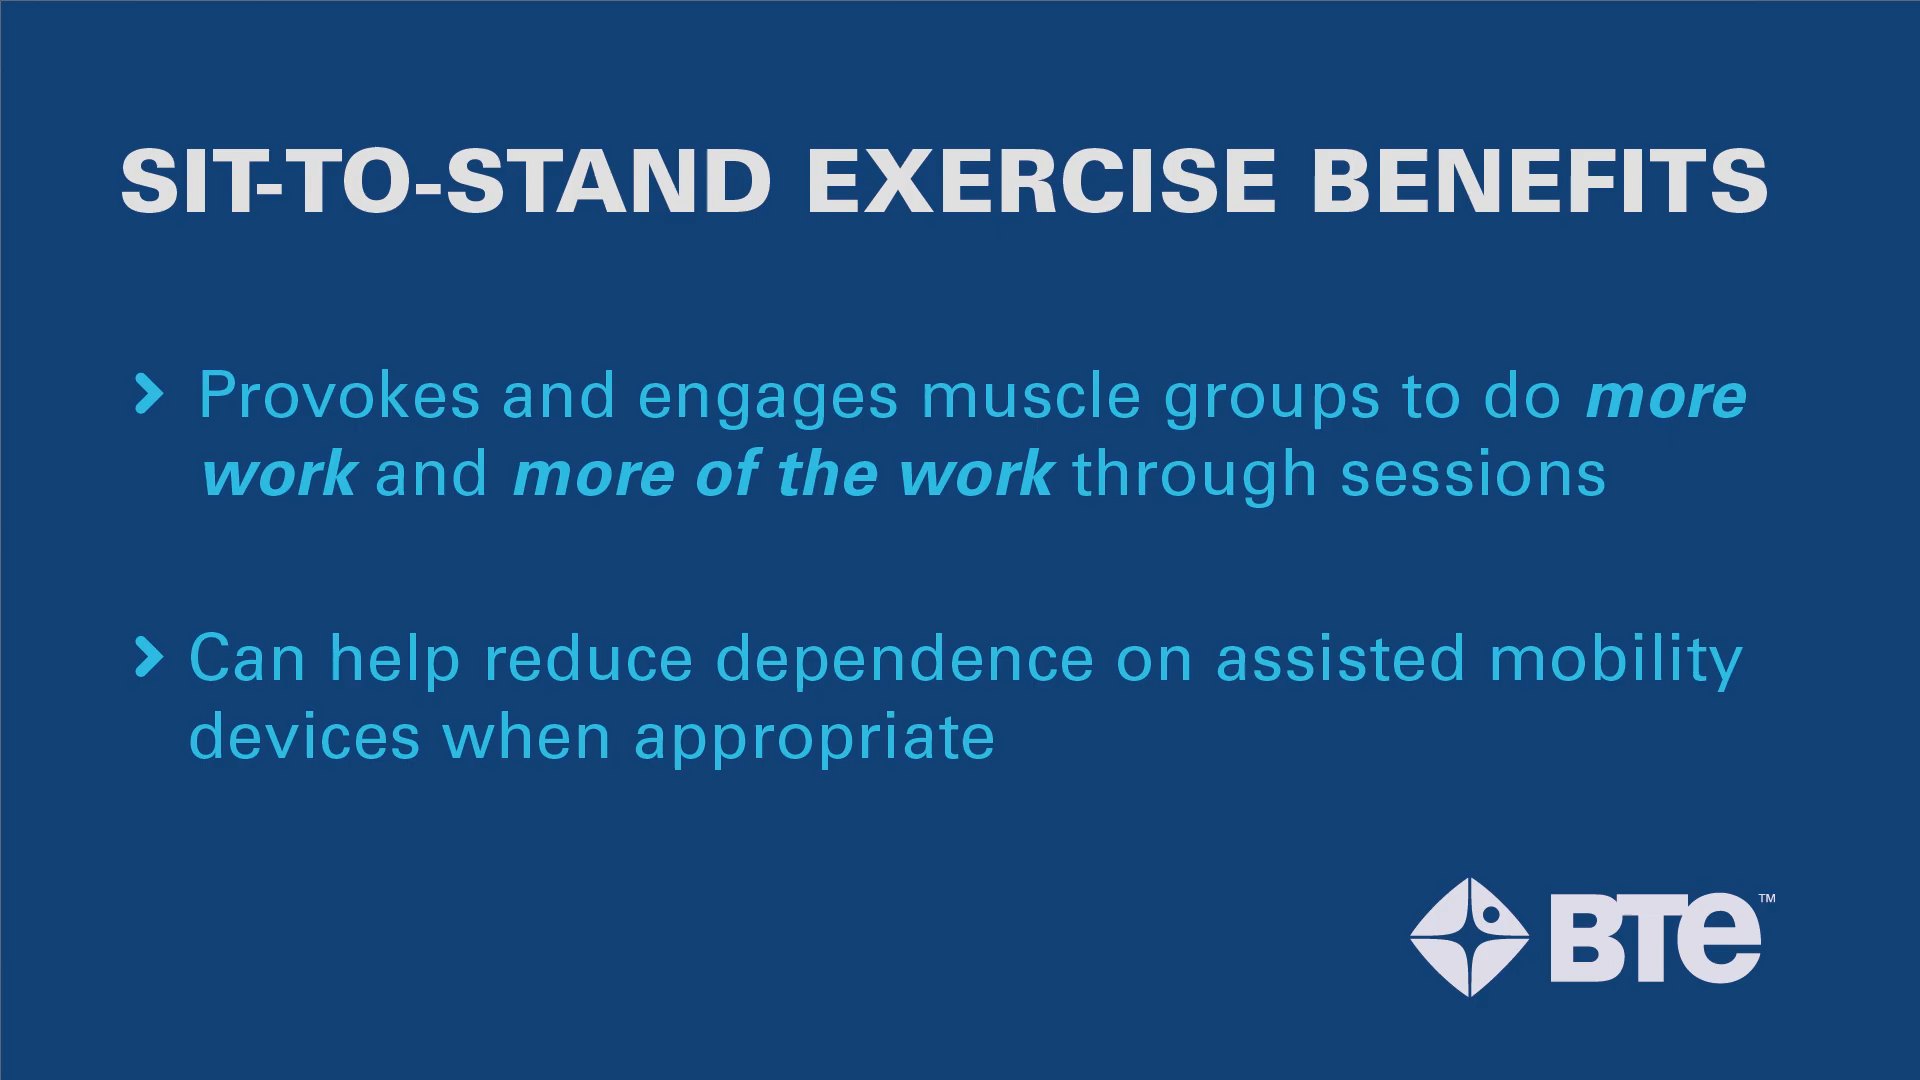 SIT-TO-STAND EXERCISE BENEFITS
Provokes and engages muscle groups to do more
work and more of the work through sessions
Can help reduce dependence on assisted mobility
devices when appropriate
BTe™